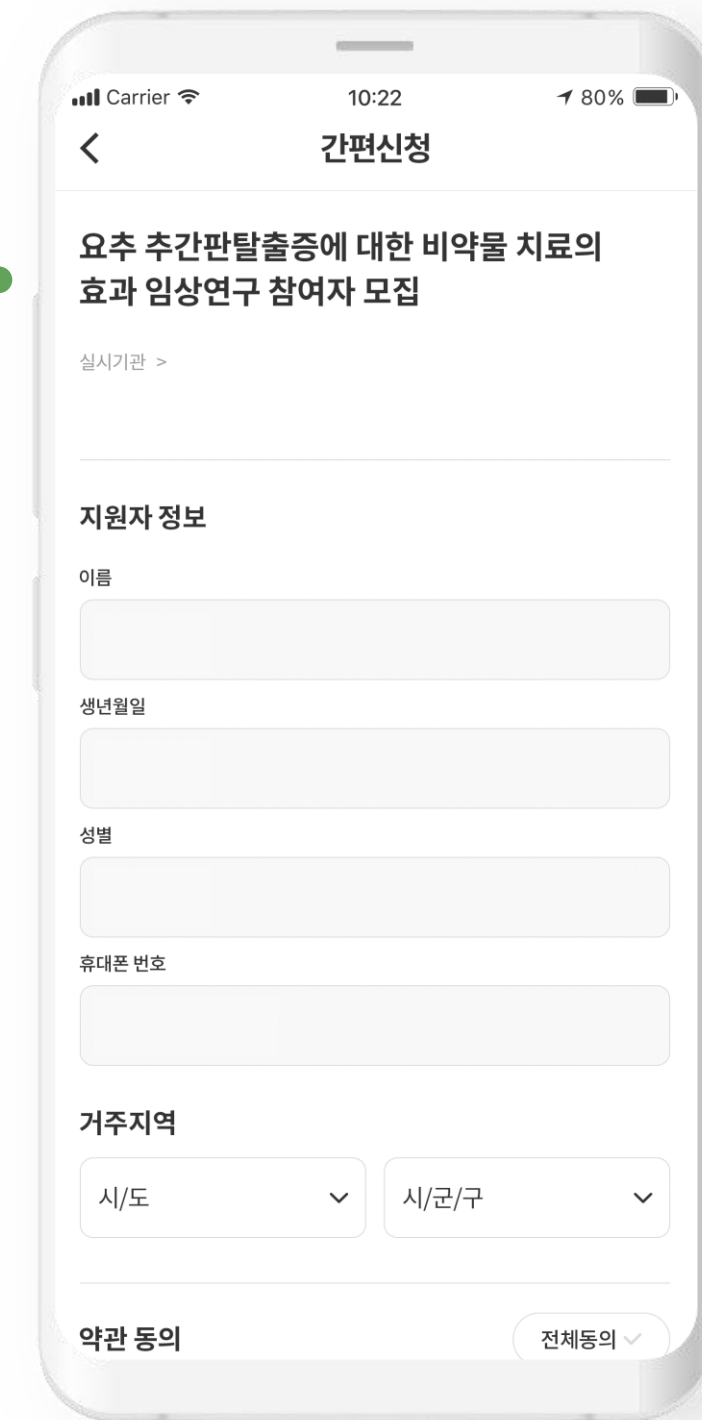 Carrier 10:22 80%
간편신청
요추 추간판탈출증에 대한 비약물 치료의
효과 임상연구 참여자 모집
실시기관 >
지원자 정보
이름
생년월일
성별
휴대폰 번호
거주지역
시/도 시/군/구
약관 동의 전체동의